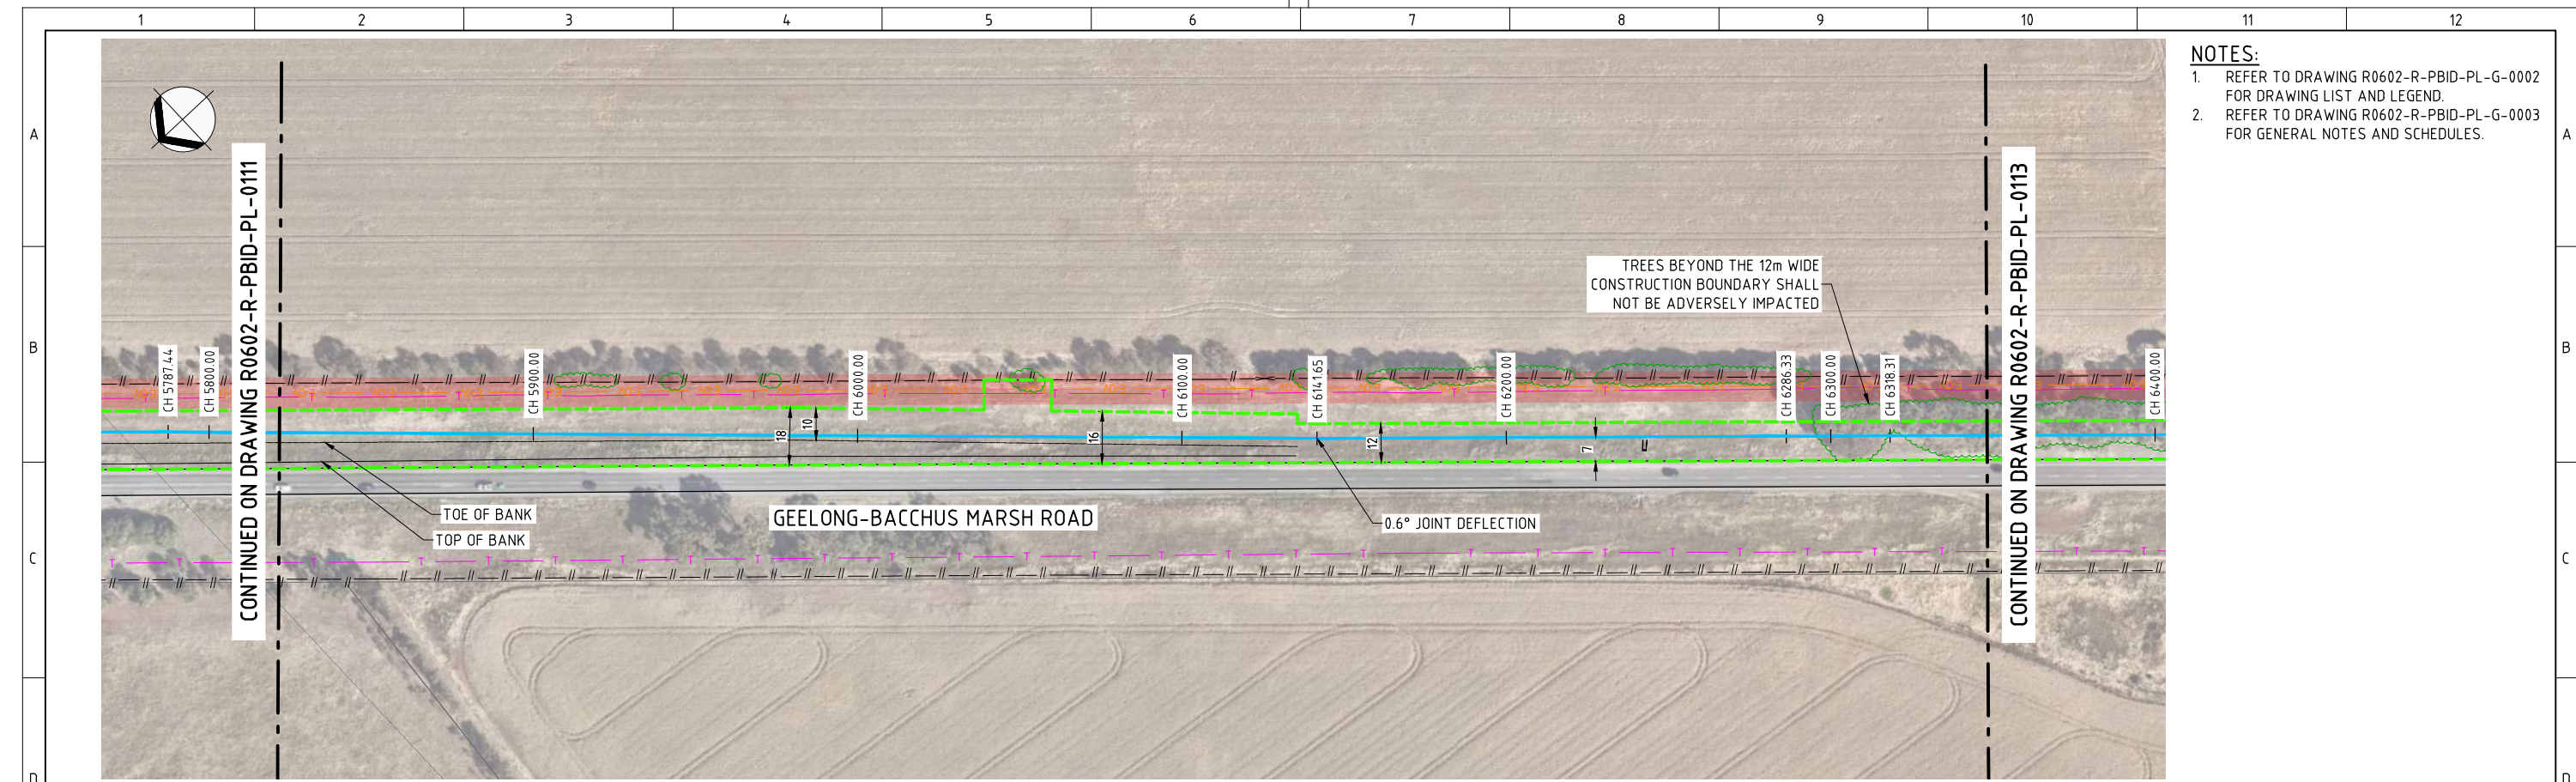 1 2 3 4 5 6 7 8 9 10 11 12
NOTES:
1. REFER TO DRAWING R0602-R-PBID-PL-G-0002
FOR DRAWING LIST AND LEGEND.
2. REFER TO DRAWING R0602-R-PBID-PL-G-0003
FOR GENERAL NOTES AND SCHEDULES.
A A
CONTINUED ON DRAWING R0602-R-PBID-PL-0111
CONTINUED ON DRAWING R0602-R-PBID-PL-0113
TREES BEYOND THE 12m WIDE
CONSTRUCTION BOUNDARY SHALL
NOT BE ADVERSELY IMPACTED
B B
CH 5787.44
CH 5800.00
CH 5900.00
CH 6000.00
CH 6100.00
CH 6141.65
CH 6200.00
CH 6286.33
CH 6300.00
CH 6318.31
CH 6400.00
18
10
16
12
7
TOE OF BANK
TOP OF BANK
GEELONG-BACCHUS MARSH ROAD
0.6° JOINT DEFLECTION
C C
T T T T T T T T T T T T T T T T T T T T T T T T T T